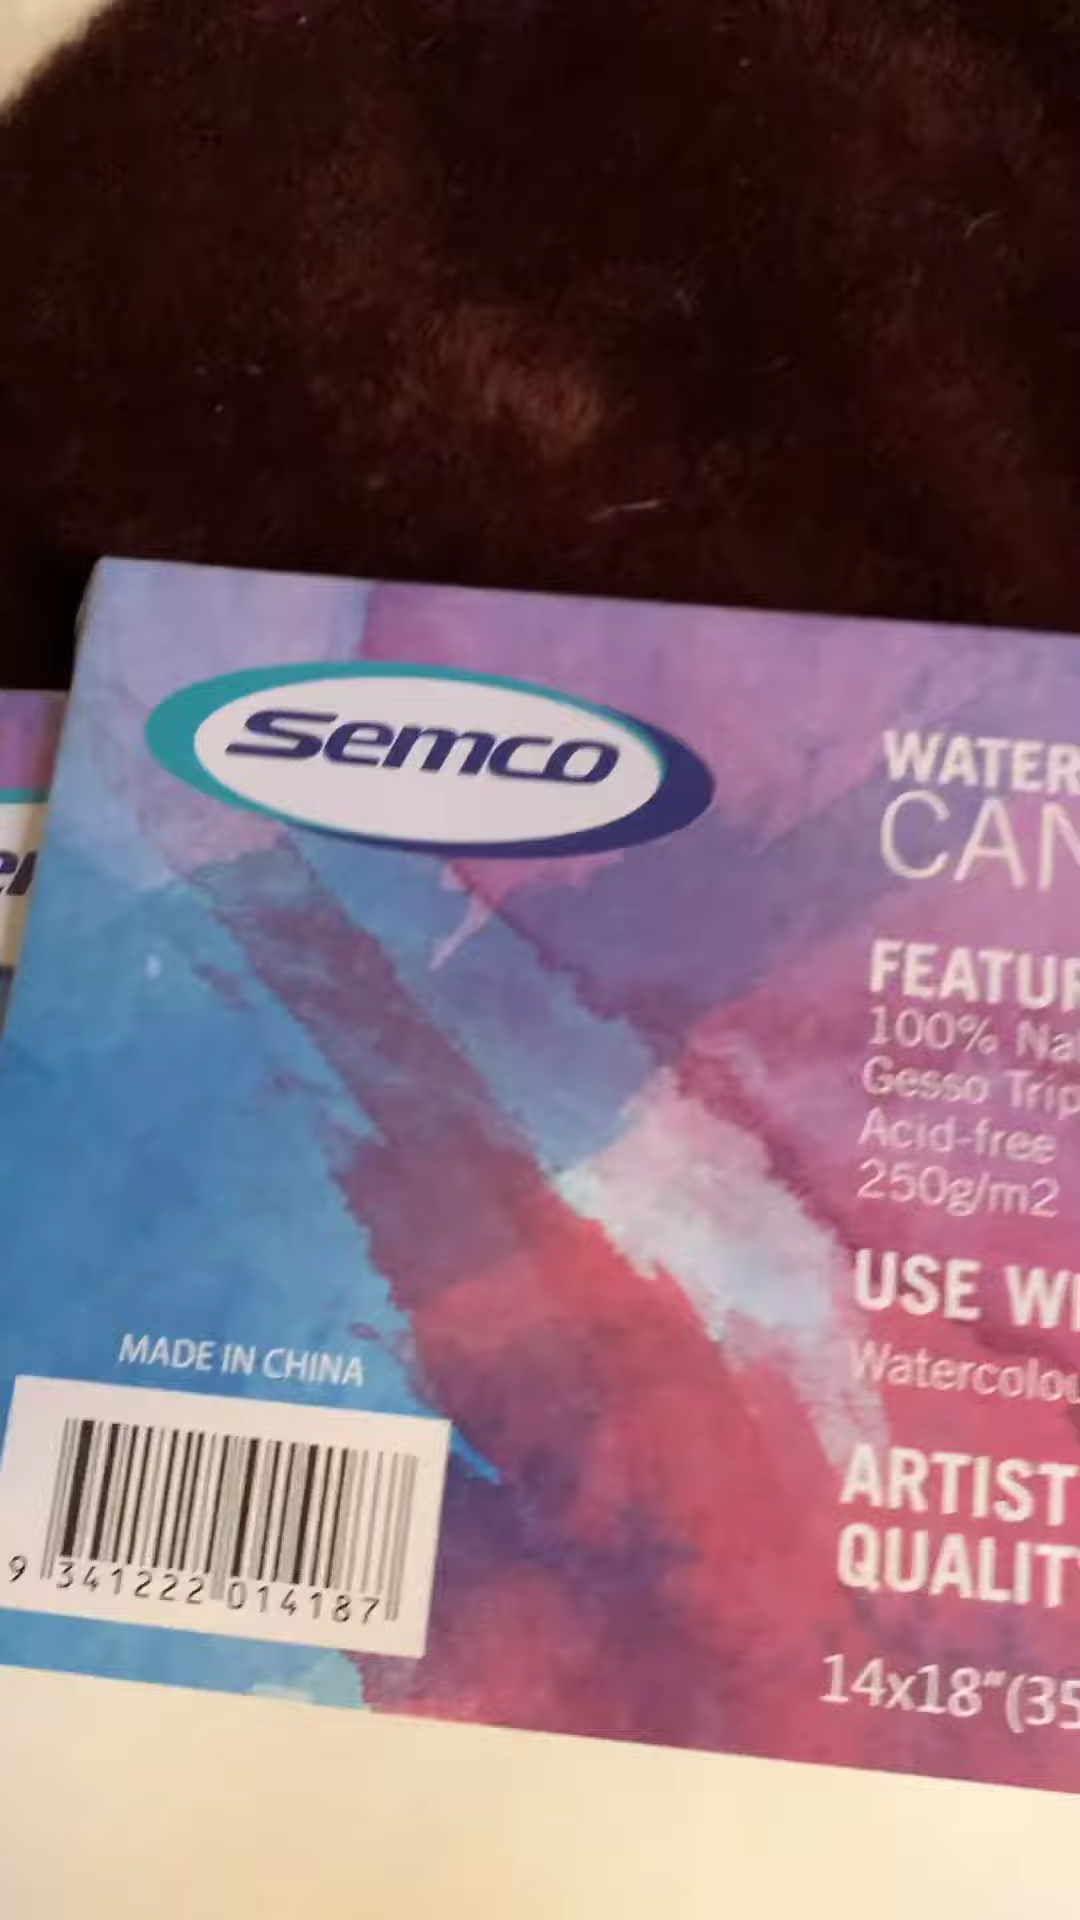 Semco
WATER
CAN
FEATUR
100% Na
Gesso Trip
Acid-free
250g/m2
USE WI
Watercolou
ARTIST
QUALITY
14x18"(35
MADE IN CHINA
9 341222 014187